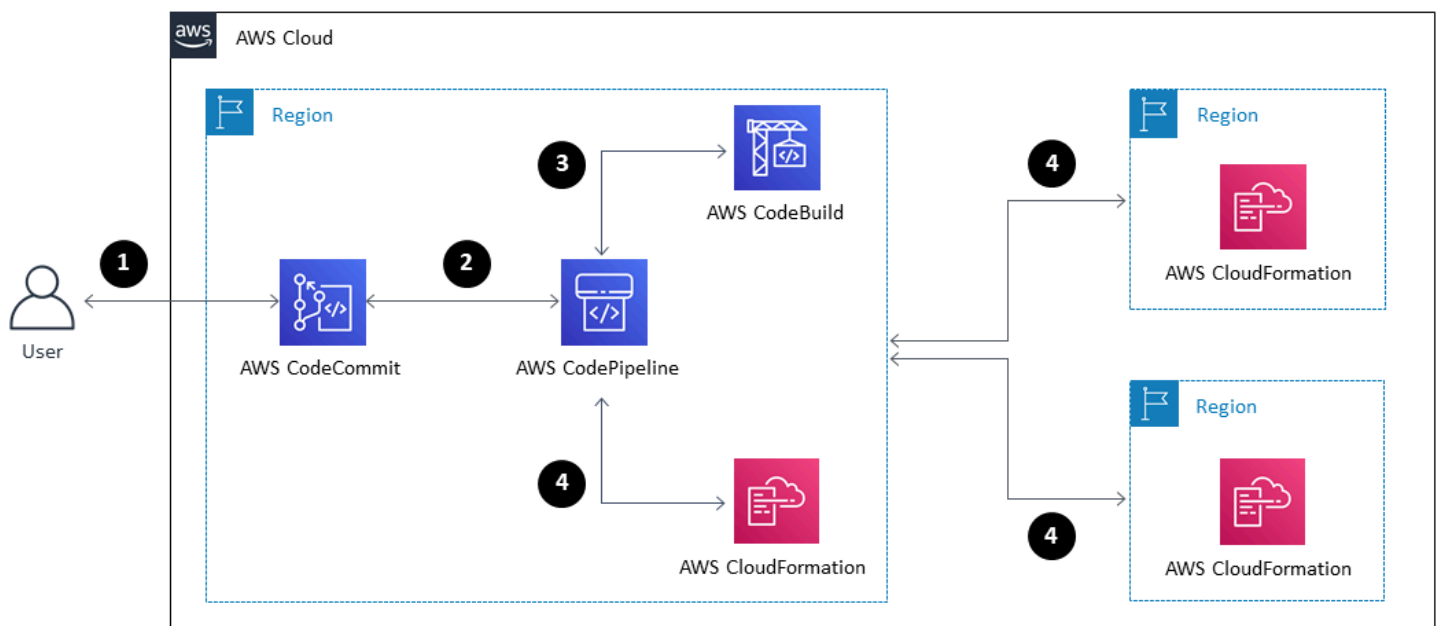 aws
AWS Cloud
Region
3
AWS CodeBuild
1
2
User
AWS CodeCommit
AWS CodePipeline
4
AWS CloudFormation
4
Region
AWS CloudFormation
Region
4
AWS CloudFormation